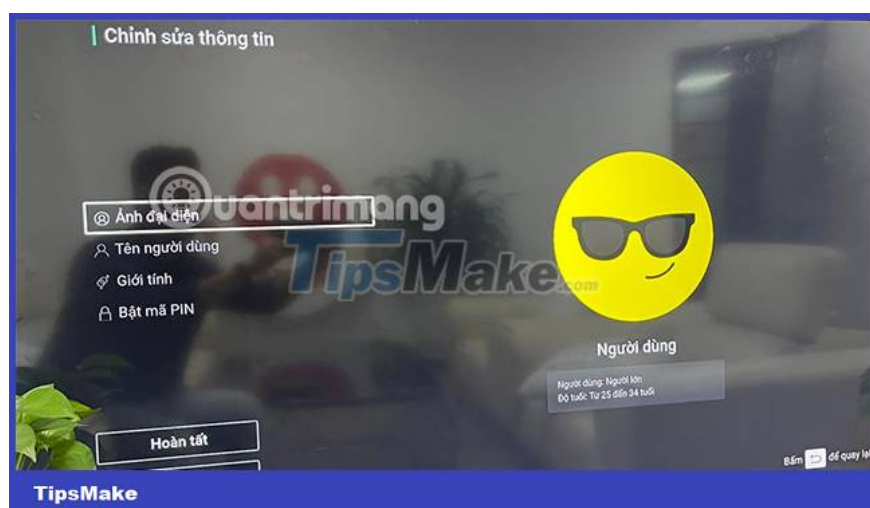 Chỉnh sửa thông tin
Quantrimang
Ảnh đại diện
Tên người dùng
TipsMake.com
Giới tính
Bật mã PIN
Người dùng
Người dùng: Người lớn
Độ tuổi: Từ 25 đến 34 tuổi
Hoàn tất
Bấm để quay lại
TipsMake